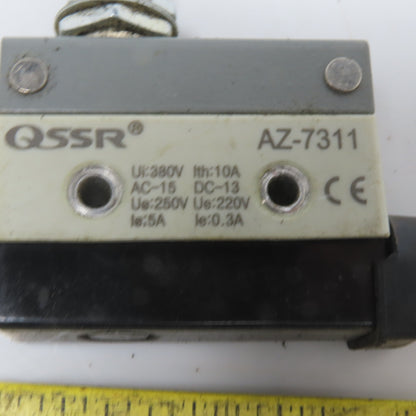 QSSR® AZ-7311
Ui:380V Ith:10A
AC-15 DC-13
Ue:250V Ue:220V
Ie:5A Ie:0.3A
CE